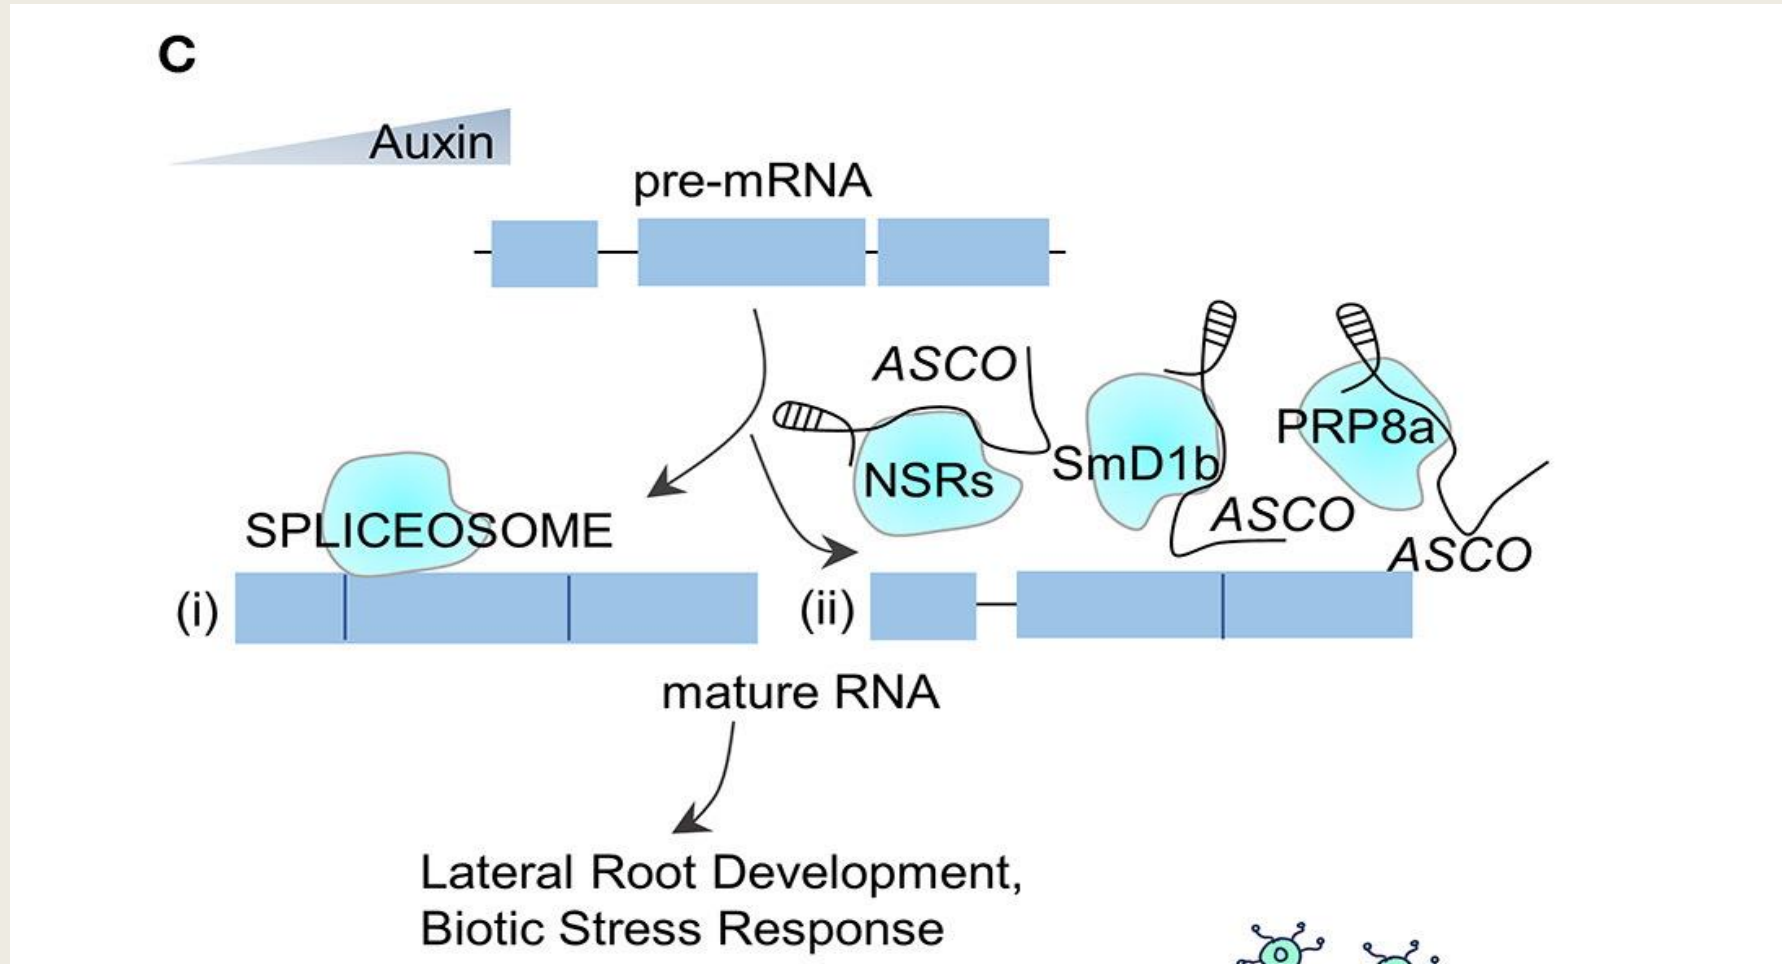 C
Auxin
pre-mRNA
ASCO
NSRs
SmD1b
PRP8a
ASCO
ASCO
SPLICEOSOME
(i)
(ii)
mature RNA
Lateral Root Development,
Biotic Stress Response